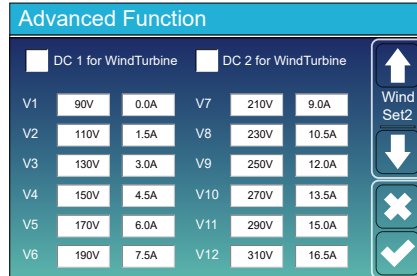 Advanced Function
DC 1 for WindTurbine DC 2 for WindTurbine
V1 90V 0.0A V7 210V 9.0A
V2 110V 1.5A V8 230V 10.5A
V3 130V 3.0A V9 250V 12.0A
V4 150V 4.5A V10 270V 13.5A
V5 170V 6.0A V11 290V 15.0A
V6 190V 7.5A V12 310V 16.5A
Wind
Set2